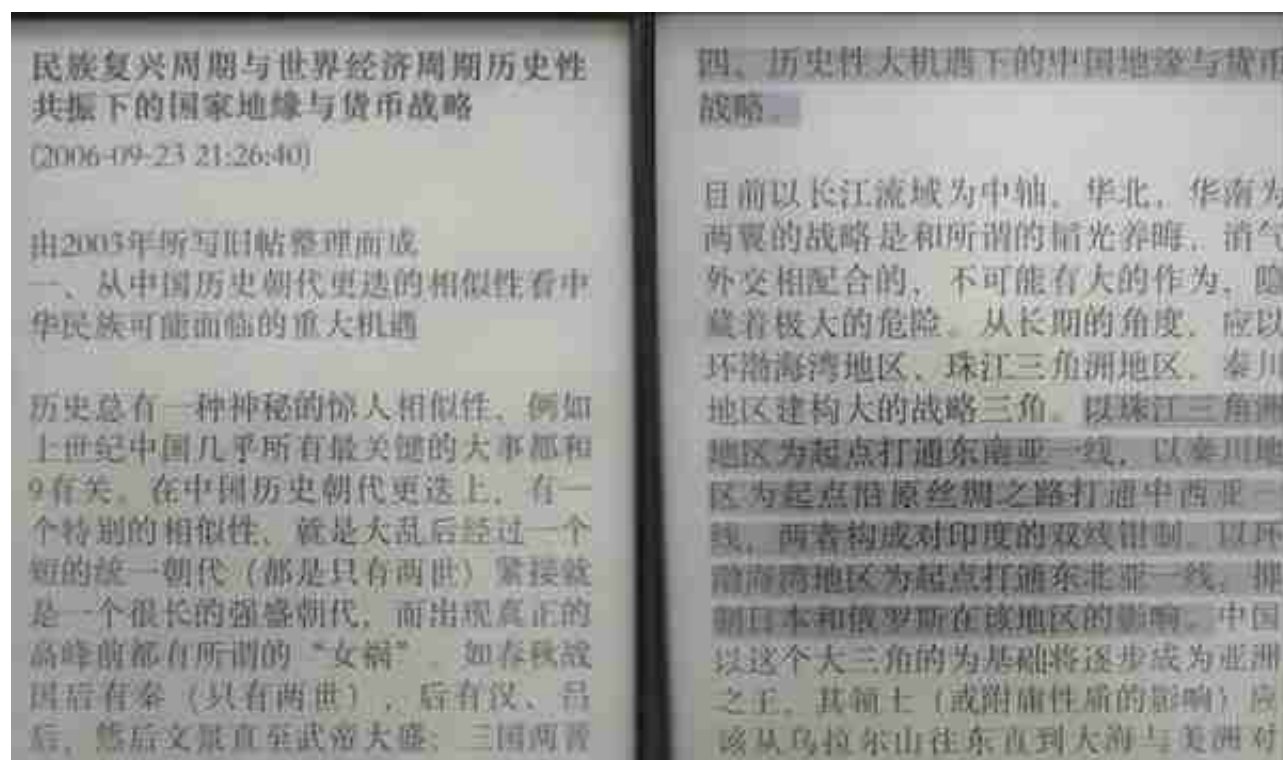 民族复兴周期与世界经济周期历史性
共振下的国家地缘与货币战略
(2006-09-23 21:26:40)
由2003年所写旧帖整理而成
一、从中国历史朝代更迭的相似性看中
华民族可能面临的重大机遇
历史总有一种神秘的惊人相似性，例如
上世纪中国几乎所有最关键的大事都和
9有关。在中国历史朝代更迭上，有一
个特别的相似性，就是大乱后经过一个
短的统一朝代（都是只有两世）紧接就
是一个很长的强盛朝代，而出现真正的
高峰前都有所谓的“女祸”。如春秋战
国后有秦（只有两世），后有汉、吕
后，然后文景直至武帝大盛；三国两晋
四、历史性大机遇下的中国地缘与货币
战略。
目前以长江流域为中轴，华北，华南为
两翼的战略是和所谓的韬光养晦，消气
外交相配合的，不可能有大的作为，隐
藏着极大的危险。从长期的角度，应以
环渤海湾地区、珠江三角洲地区、秦川
地区建构大的战略三角。以珠江三角洲
地区为起点打通东南亚一线，以秦川地
区为起点沿原丝绸之路打通中西亚一
线，两者构成对印度的双线钳制。以环
渤海湾地区为起点打通东北亚一线，排
日本和俄罗斯在该地区的影响。中国
以这个大三角的为基础将逐步成为亚洲
之王，其领土（或附庸性质的影响）应
该从乌拉尔山往东直到大海与美洲对